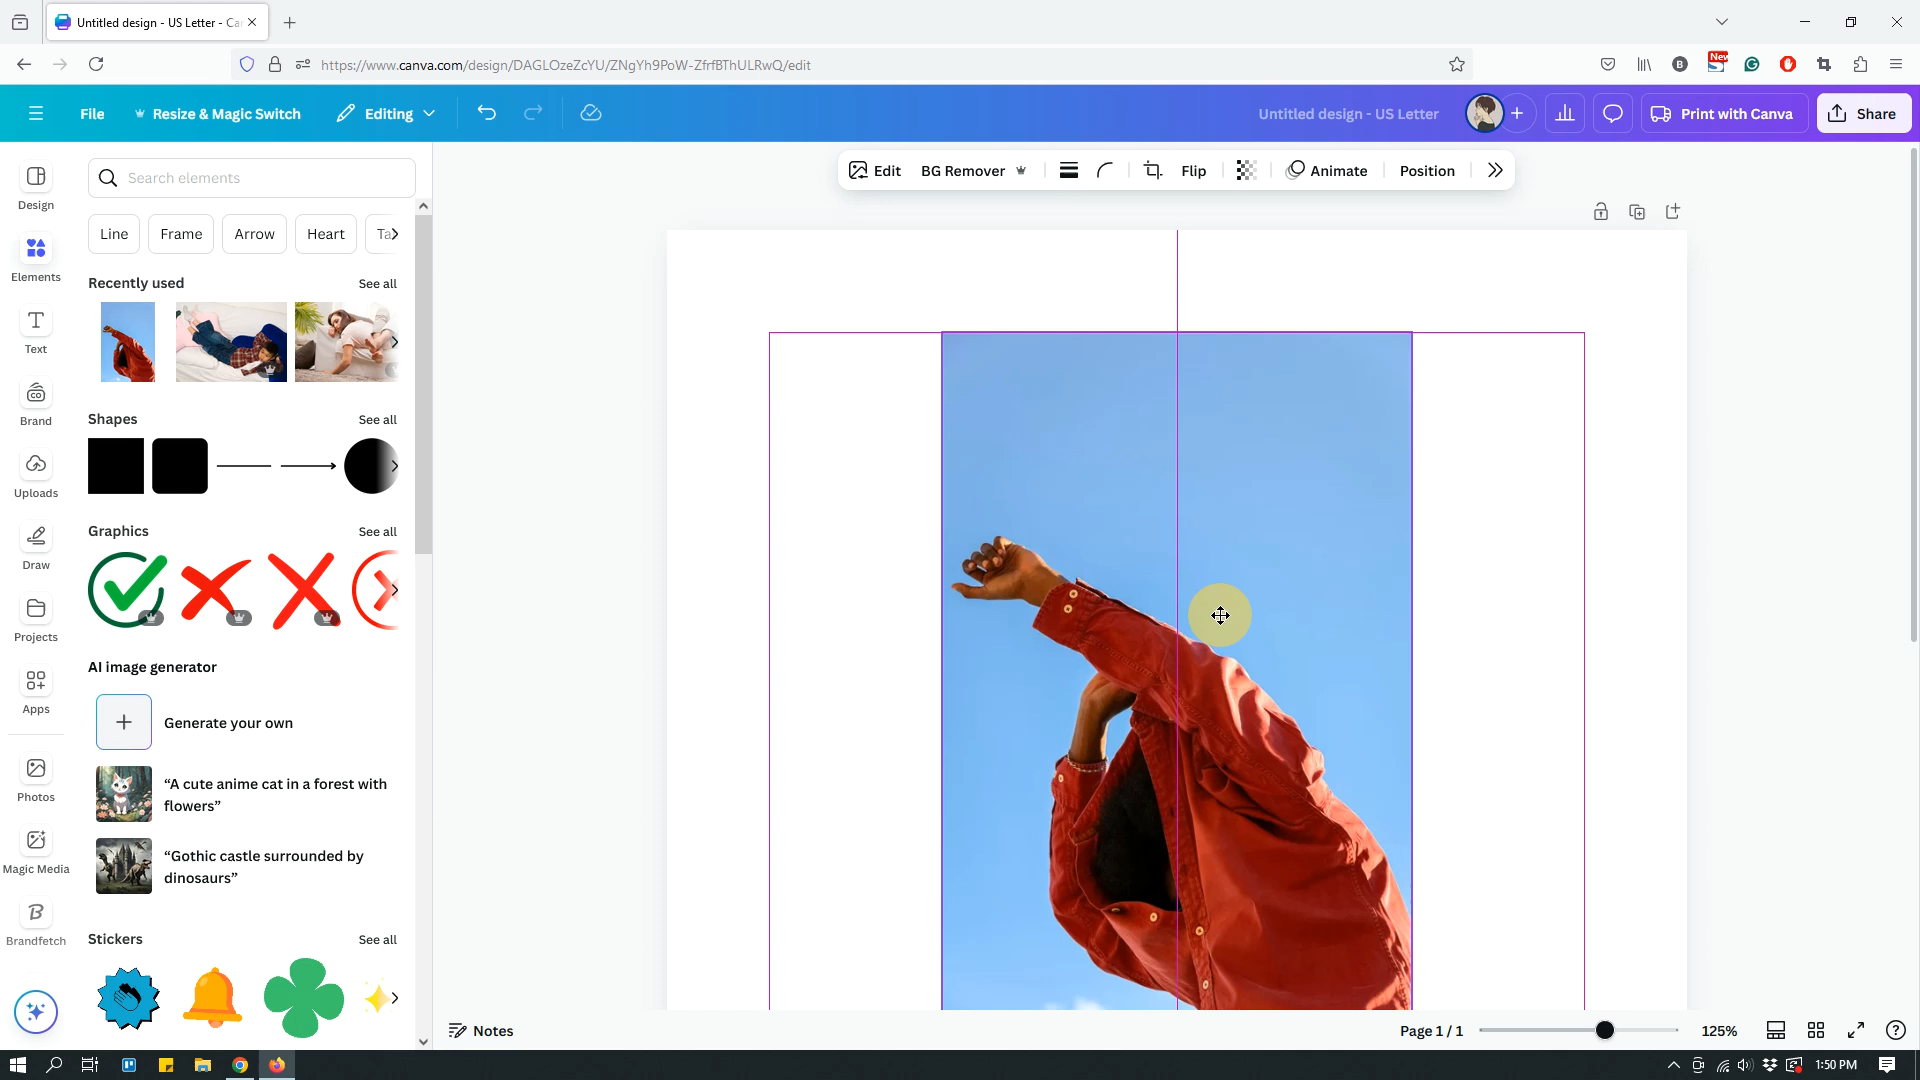 Untitled design - US Letter - Ca
https://www.canva.com/design/DAGLOzeZcYU/ZNgYh9PoW-ZfrfBThULRwQ/edit
New
File
Resize & Magic Switch
Editing
Untitled design - US Letter
Print with Canva
Share
Design
Elements
Text
Brand
Uploads
Draw
Projects
Apps
Photos
Magic Media
Brandfetch
Search elements
Line
Frame
Arrow
Heart
Ta
Recently used
See all
Shapes
See all
Graphics
See all
AI image generator
Generate your own
“A cute anime cat in a forest with
flowers”
“Gothic castle surrounded by
dinosaurs”
Stickers
See all
Edit
BG Remover
Flip
Animate
Position
Notes
Page 1 / 1
125%
1:50 PM